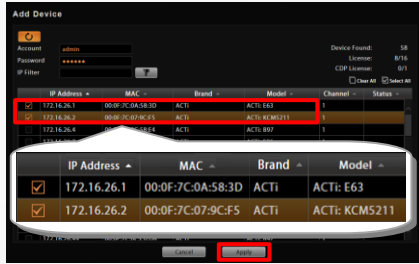 Add Device
Account admin Device Found: 58
Password ●●●●●● License: 8/16
IP Filter CDP License: 0/1
Clear All Select All
IP Address MAC Brand Model Channel Status
172.16.26.1 00:0F:7C:0A:58:3D ACTi ACTi: E63 1
172.16.26.2 00:0F:7C:07:9C:F5 ACTi ACTi: KCM5211 1
172.16.26.4 ACTi ACTi: B97 1
IP Address MAC Brand Model
172.16.26.1 00:0F:7C:0A:58:3D ACTi ACTi: E63
172.16.26.2 00:0F:7C:07:9C:F5 ACTi ACTi: KCM5211
Cancel Apply